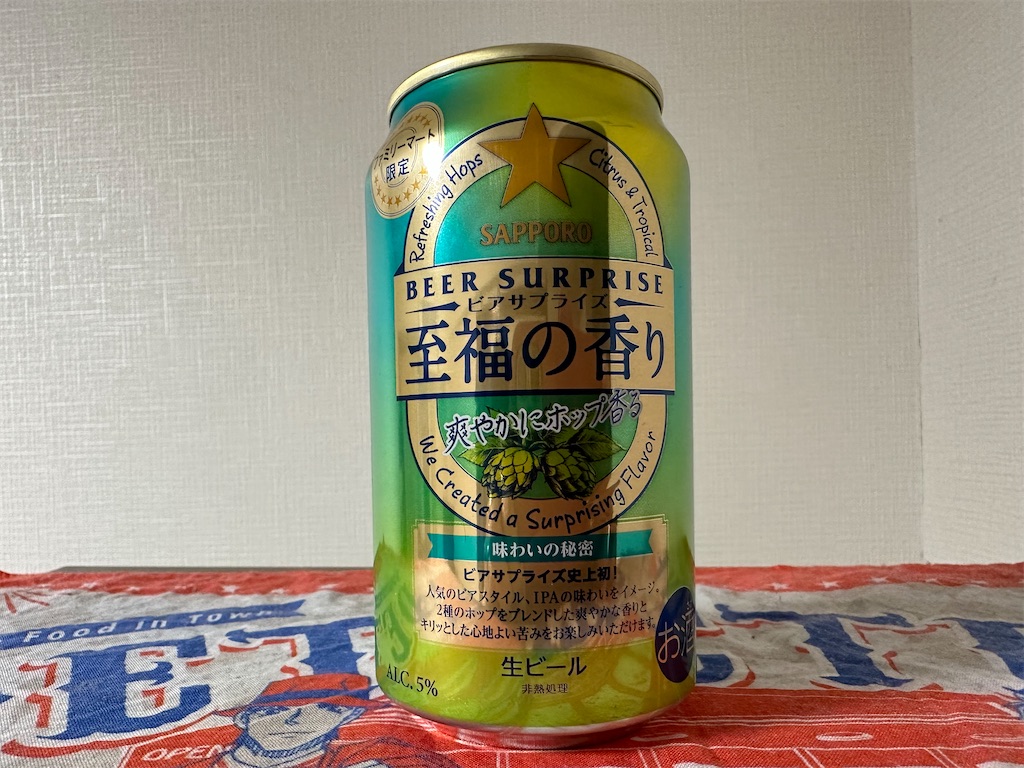 ファミリーマート
限定
Refreshing Hops
Citrus & Tropical
SAPPORO
BEER SURPRISE
ビアサプライズ
至福の香り
爽やかにホップ香る
We Created a Surprising Flavor
味わいの秘密
ビアサプライズ史上初!
人気のビアスタイル、IPAの味わいをイメージ。
2種のホップをブレンドした爽やかな香りと
キリッとした心地よい苦みをお楽しみいただけます。
お酒
ALC. 5%
生ビール
非熱処理
Food in Town
OPEN